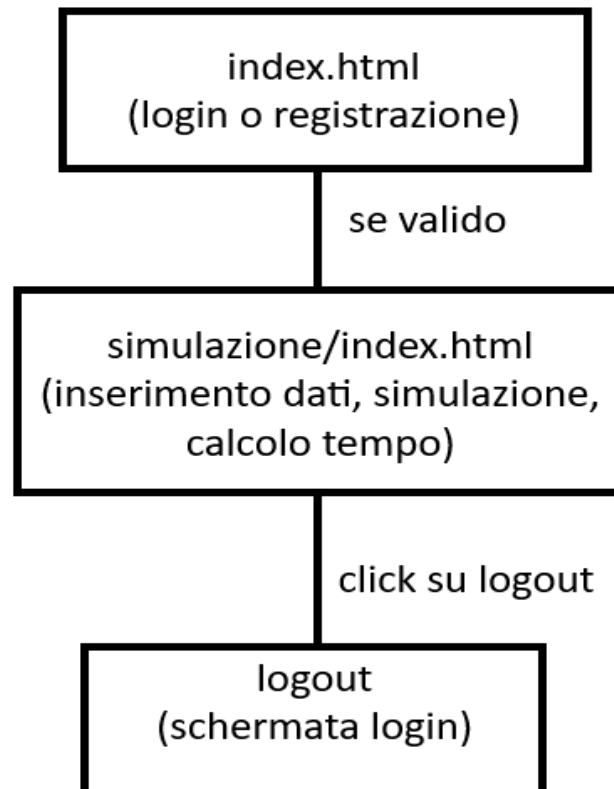 index.html
(login o registrazione)
se valido
simulazione/index.html
(inserimento dati, simulazione,
calcolo tempo)
click su logout
logout
(schermata login)